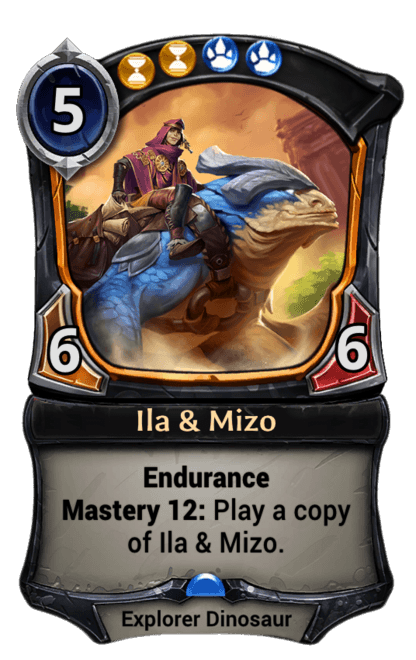 5
6
6
Ila & Mizo
Endurance
Mastery 12: Play a copy
of Ila & Mizo.
Explorer Dinosaur